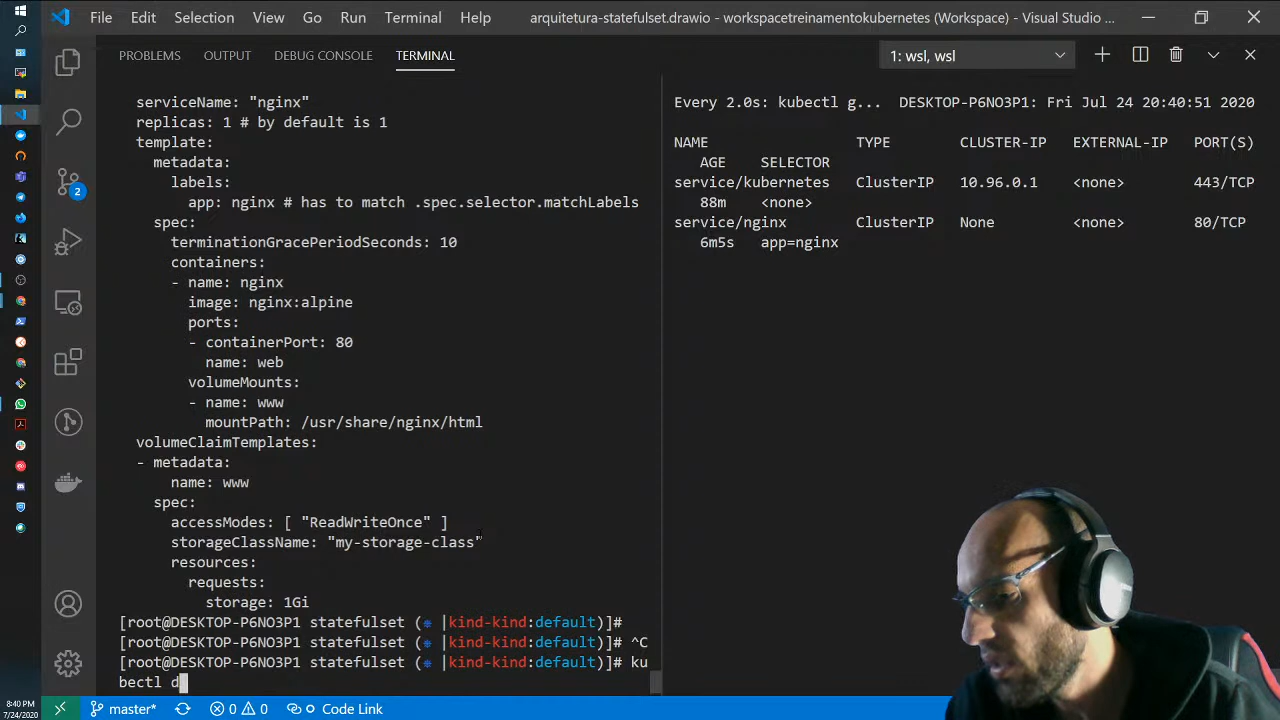 File Edit Selection View Go Run Terminal Help
arquitetura-statefulset.drawio - workspacetreinamentokubernetes (Workspace) - Visual Studio ...
PROBLEMS OUTPUT DEBUG CONSOLE TERMINAL
1: wsl, wsl
serviceName: "nginx"
replicas: 1 # by default is 1
template:
metadata:
labels:
app: nginx # has to match .spec.selector.matchLabels
spec:
terminationGracePeriodSeconds: 10
containers:
- name: nginx
image: nginx:alpine
ports:
- containerPort: 80
name: web
volumeMounts:
- name: www
mountPath: /usr/share/nginx/html
volumeClaimTemplates:
- metadata:
name: www
spec:
accessModes: [ "ReadWriteOnce" ]
storageClassName: "my-storage-class"
resources:
requests:
storage: 1Gi
[root@DESKTOP-P6NO3P1 statefulset (⎈ |kind-kind:default)]#
[root@DESKTOP-P6NO3P1 statefulset (⎈ |kind-kind:default)]# ^C
[root@DESKTOP-P6NO3P1 statefulset (⎈ |kind-kind:default)]# ku
bectl d
Every 2.0s: kubectl g... DESKTOP-P6NO3P1: Fri Jul 24 20:40:51 2020
NAME TYPE CLUSTER-IP EXTERNAL-IP PORT(S)
AGE SELECTOR
service/kubernetes ClusterIP 10.96.0.1 <none> 443/TCP
88m <none>
service/nginx ClusterIP None <none> 80/TCP
6m5s app=nginx
2
8:40 PM
7/24/2020
master* 0 0 Code Link